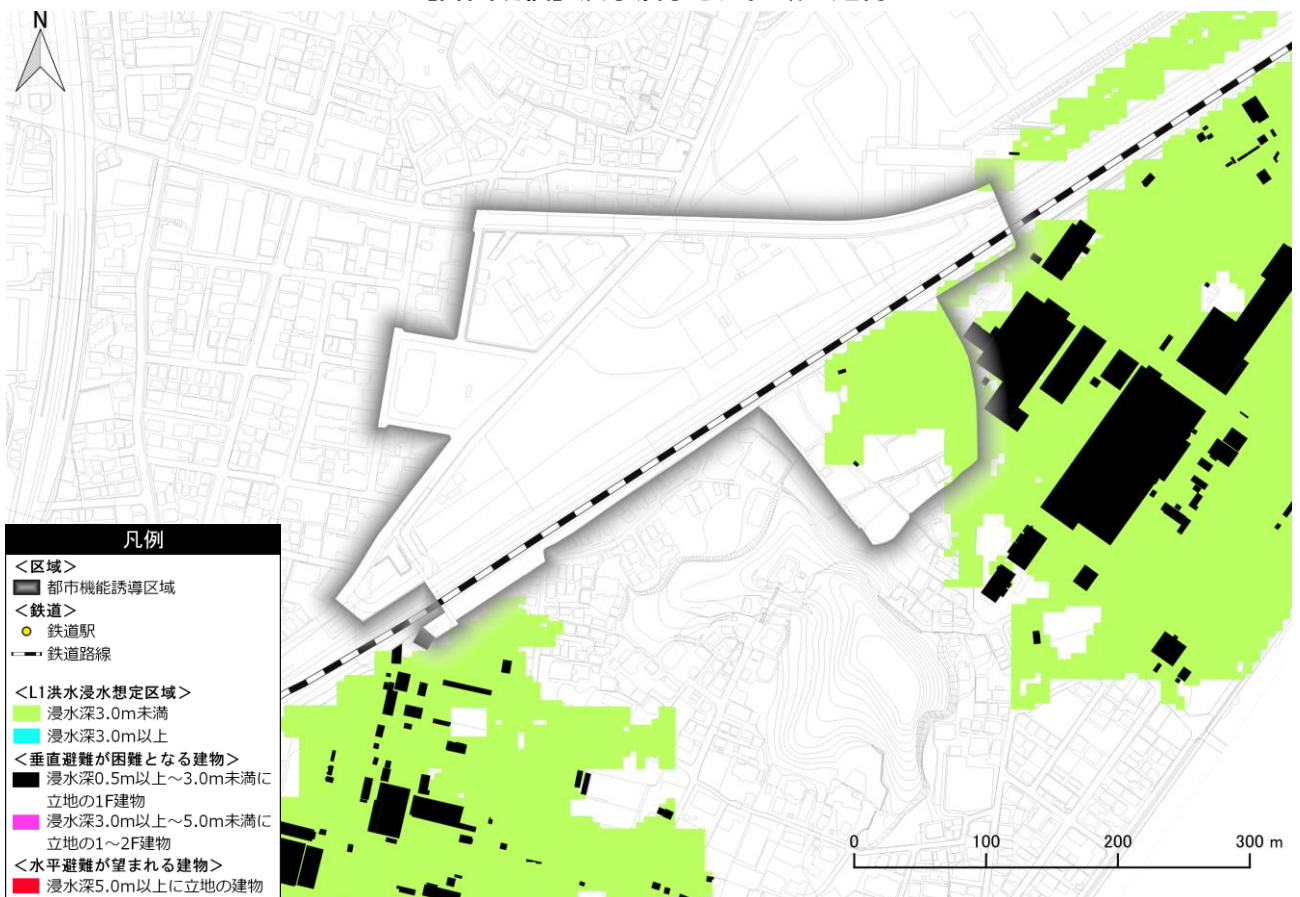 N
凡例
＜区域＞
都市機能誘導区域
＜鉄道＞
鉄道駅
鉄道路線
＜L1洪水浸水想定区域＞
浸水深3.0m未満
浸水深3.0m以上
＜垂直避難が困難となる建物＞
浸水深0.5m以上～3.0m未満に
立地の1F建物
浸水深3.0m以上～5.0m未満に
立地の1～2F建物
＜水平避難が望まれる建物＞
浸水深5.0m以上に立地の建物
0 100 200 300 m